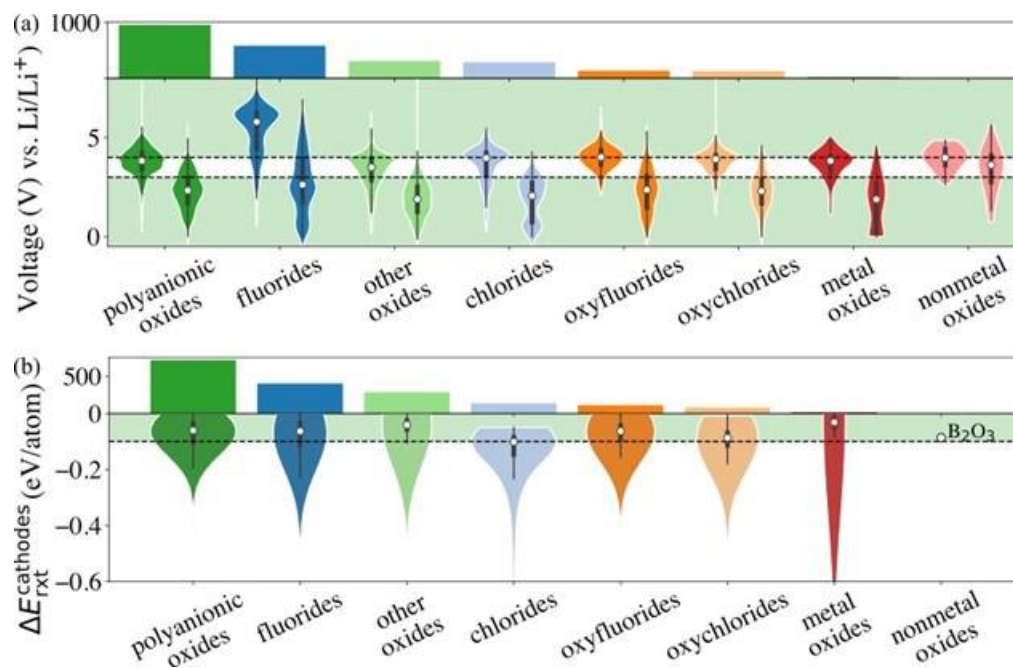 (a)
1000
Voltage (V) vs. Li/Li⁺
5
0
polyanionic oxides
fluorides
other oxides
chlorides
oxyfluorides
oxychlorides
metal oxides
nonmetal oxides
(b)
ΔE_rxt^cathodes (eV/atom)
500
0
B₂O₃
−0.2
−0.4
−0.6
polyanionic oxides
fluorides
other oxides
chlorides
oxyfluorides
oxychlorides
metal oxides
nonmetal oxides